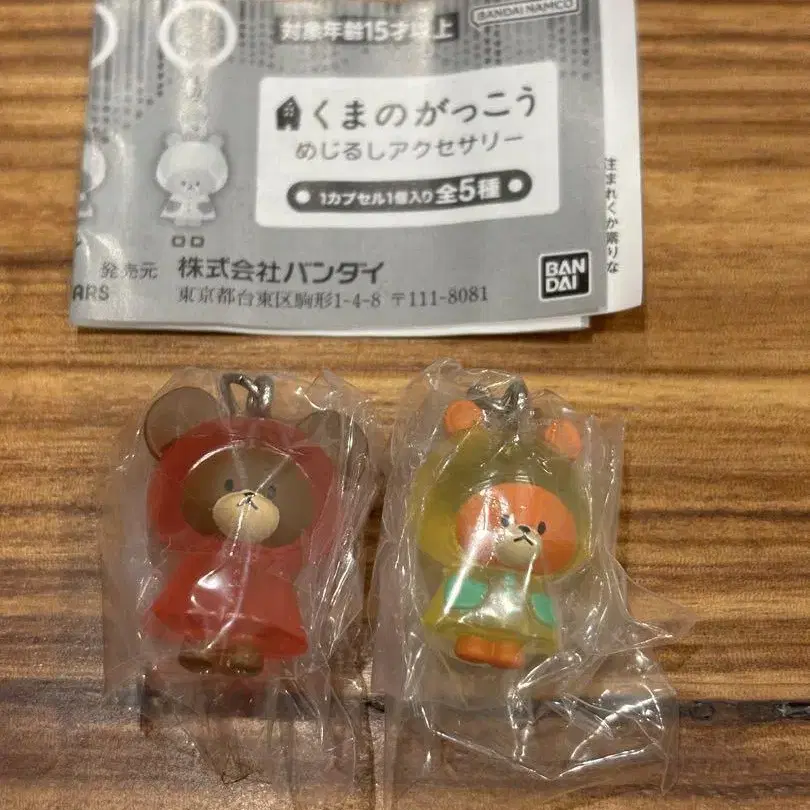 BANDAI NAMCO
対象年齢15才以上
くまのがっこう
めじるしアクセサリー
1カプセル1個入り 全5種
発売元 株式会社バンダイ
東京都台東区駒形1-4-8 〒111-8081
BAN
DAI
ARS